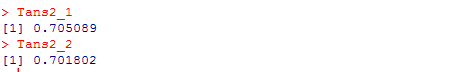 > Tans2_1
[1] 0.705089
> Tans2_2
[1] 0.701802